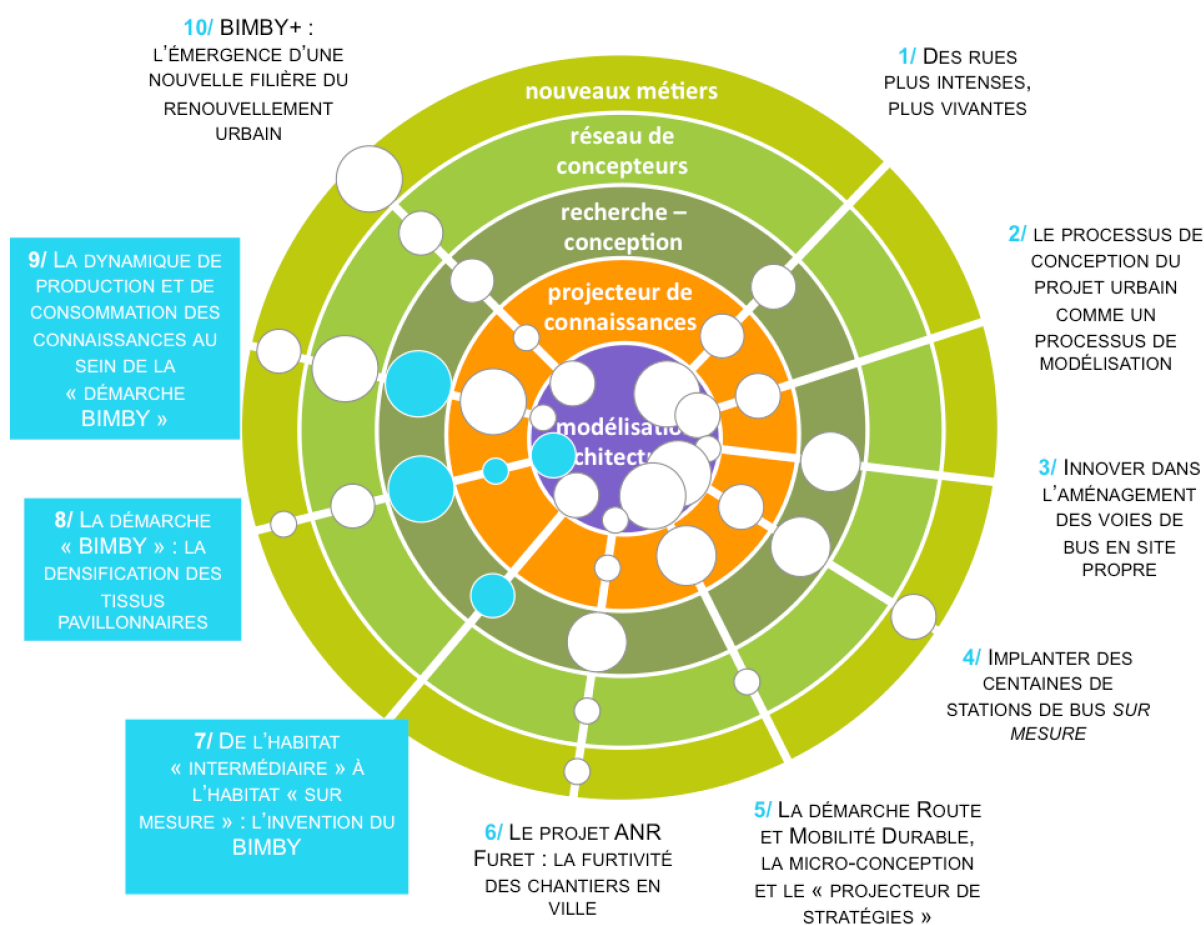 10/ BIMBY+ :
L'ÉMERGENCE D'UNE
NOUVELLE FILIÈRE DU
RENOUVELLEMENT
URBAIN
1/ DES RUES
PLUS INTENSES,
PLUS VIVANTES
nouveaux métiers
réseau de
concepteurs
recherche –
conception
projecteur de
connaissances
modélisation
2/ LE PROCESSUS DE
CONCEPTION DU
PROJET URBAIN
COMME UN
PROCESSUS DE
MODÉLISATION
3/ INNOVER DANS
L'AMÉNAGEMENT
DES VOIES DE
BUS EN SITE
PROPRE
4/ IMPLANTER DES
CENTAINES DE
STATIONS DE BUS SUR
MESURE
5/ LA DÉMARCHE ROUTE
ET MOBILITÉ DURABLE,
LA MICRO-CONCEPTION
ET LE « PROJECTEUR DE
STRATÉGIES »
6/ LE PROJET ANR
FURET : LA FURTIVITÉ
DES CHANTIERS EN
VILLE
7/ DE L'HABITAT
« INTERMÉDIAIRE » À
L'HABITAT « SUR
MESURE » : L'INVENTION DU
BIMBY
8/ LA DÉMARCHE
« BIMBY » : LA
DENSIFICATION DES
TISSUS
PAVILLONNAIRES
9/ LA DYNAMIQUE DE
PRODUCTION ET DE
CONSOMMATION DES
CONNAISSANCES AU
SEIN DE LA
« DÉMARCHE
BIMBY »